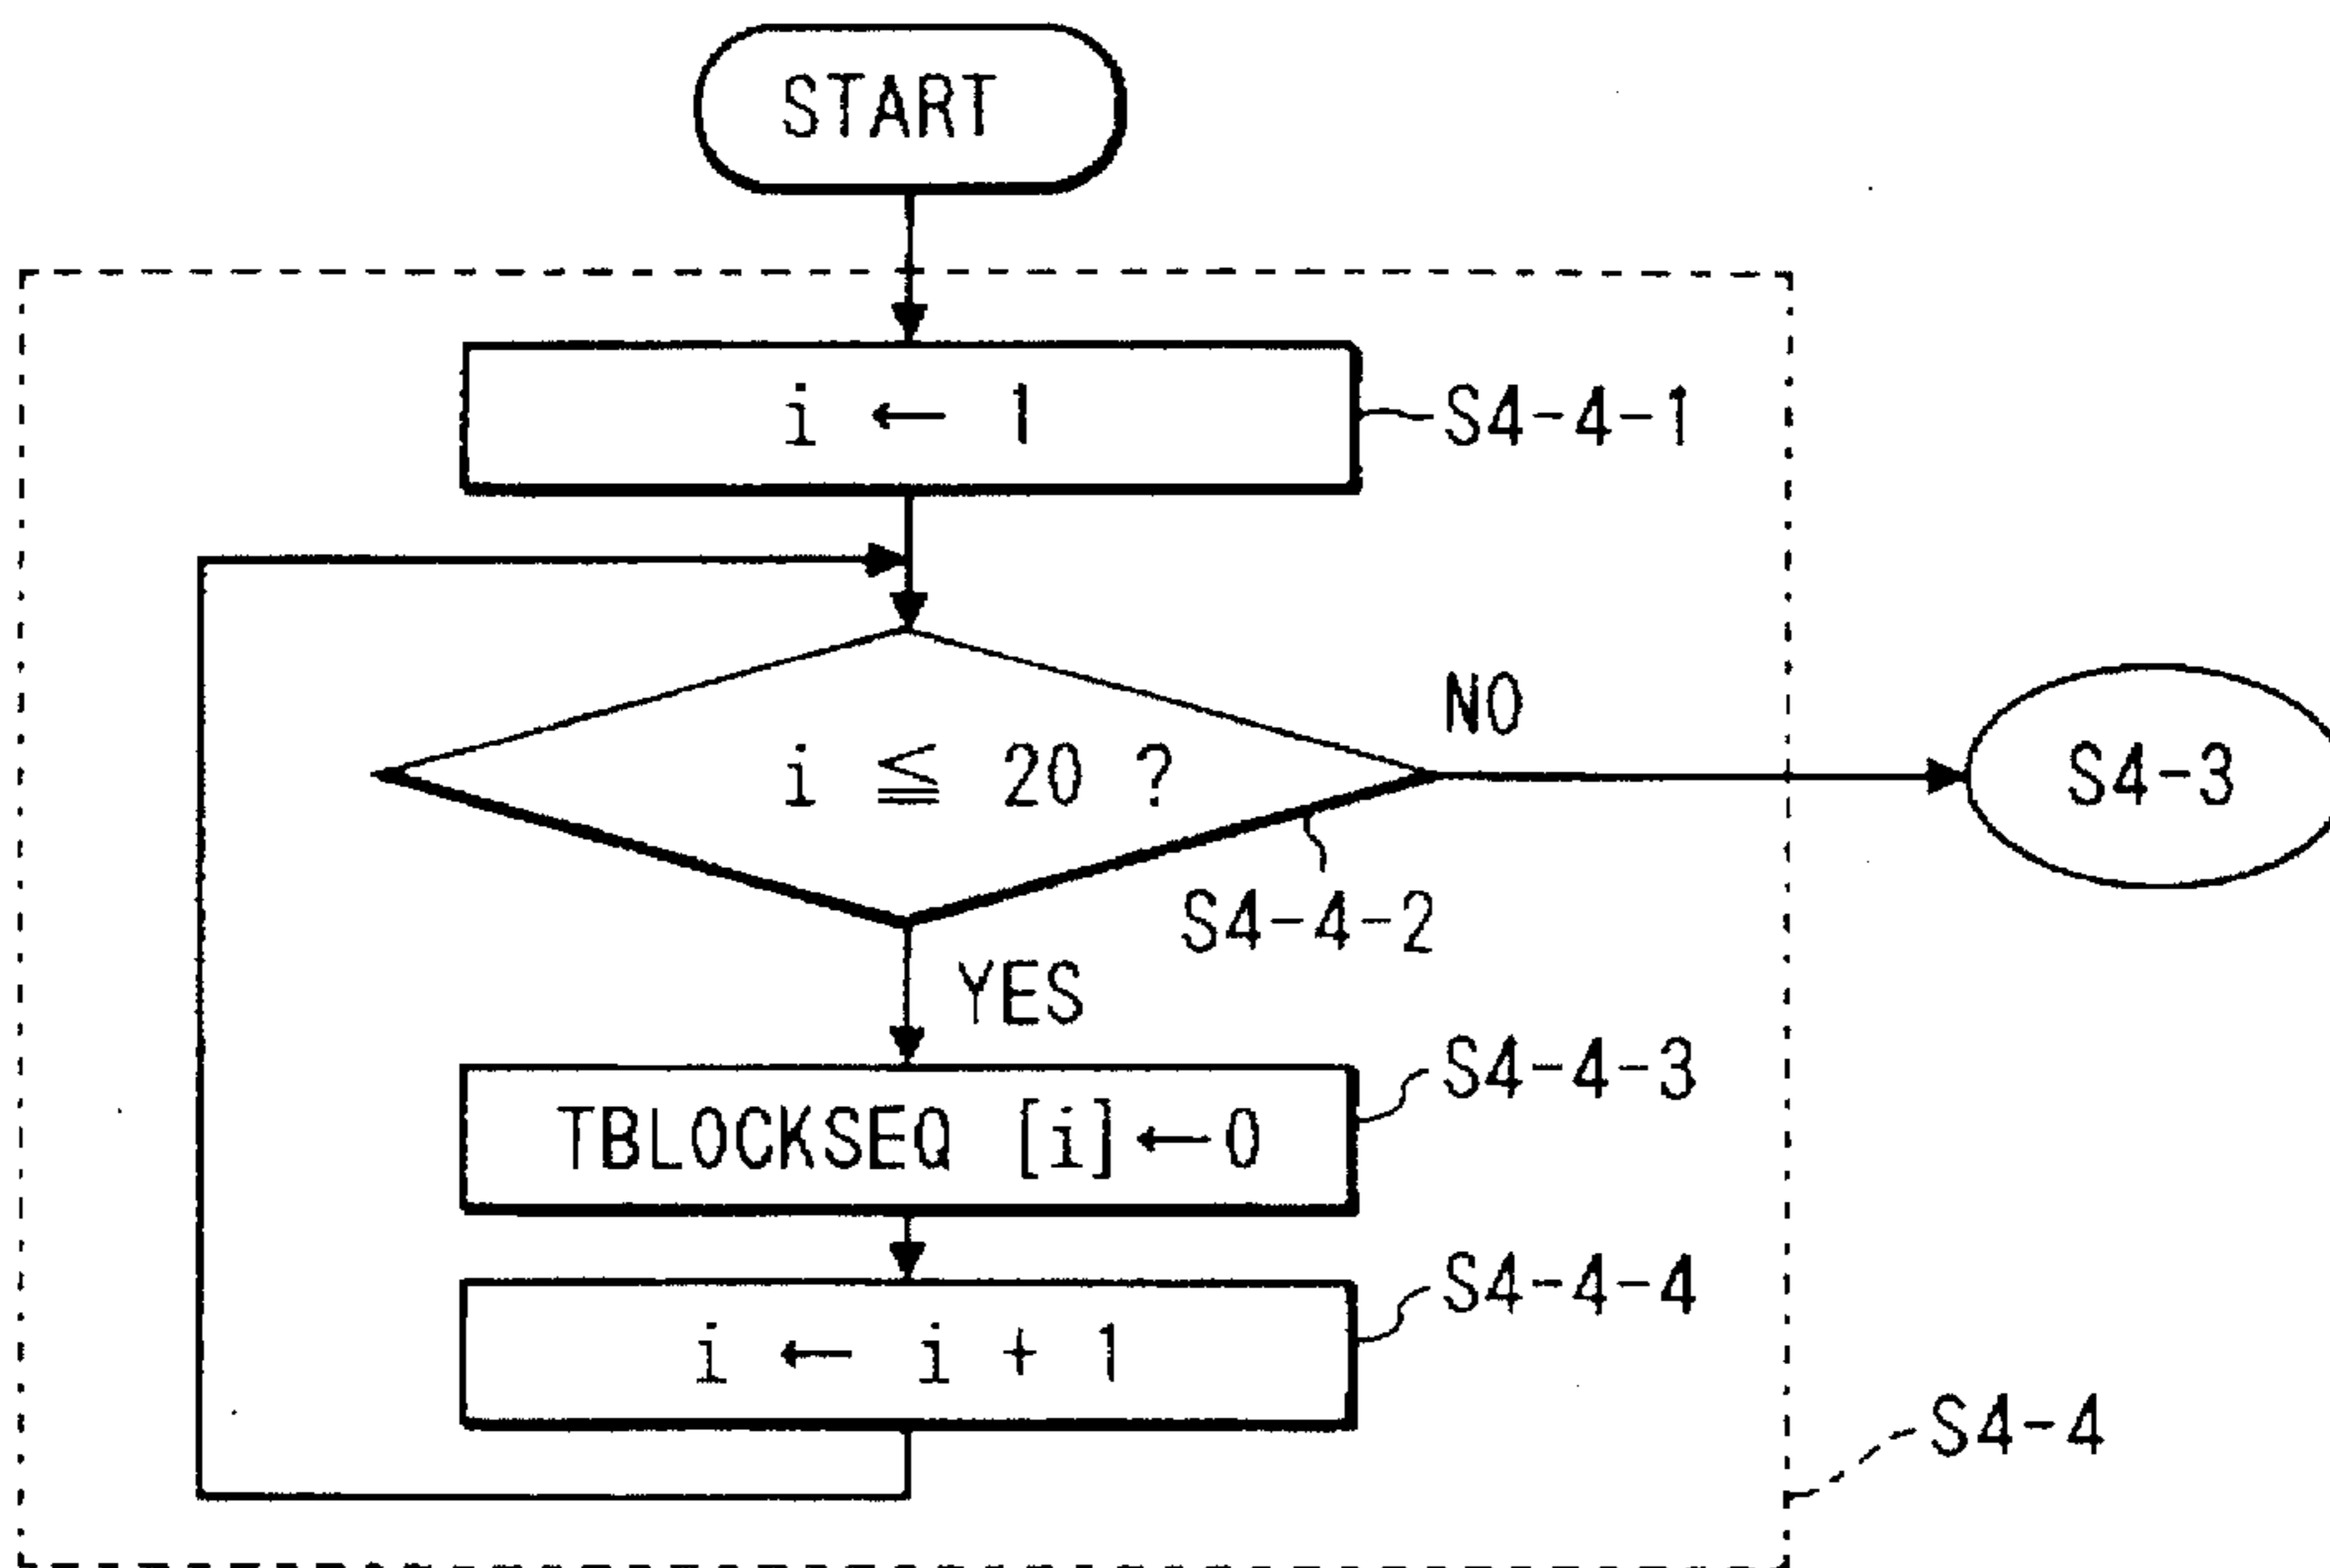 START
i ← 1
S4-4-1
NO
i ≦ 20 ?
S4-3
S4-4-2
YES
S4-4-3
TBLOCKSEQ [i]←0
S4-4-4
i ← i + 1
S4-4